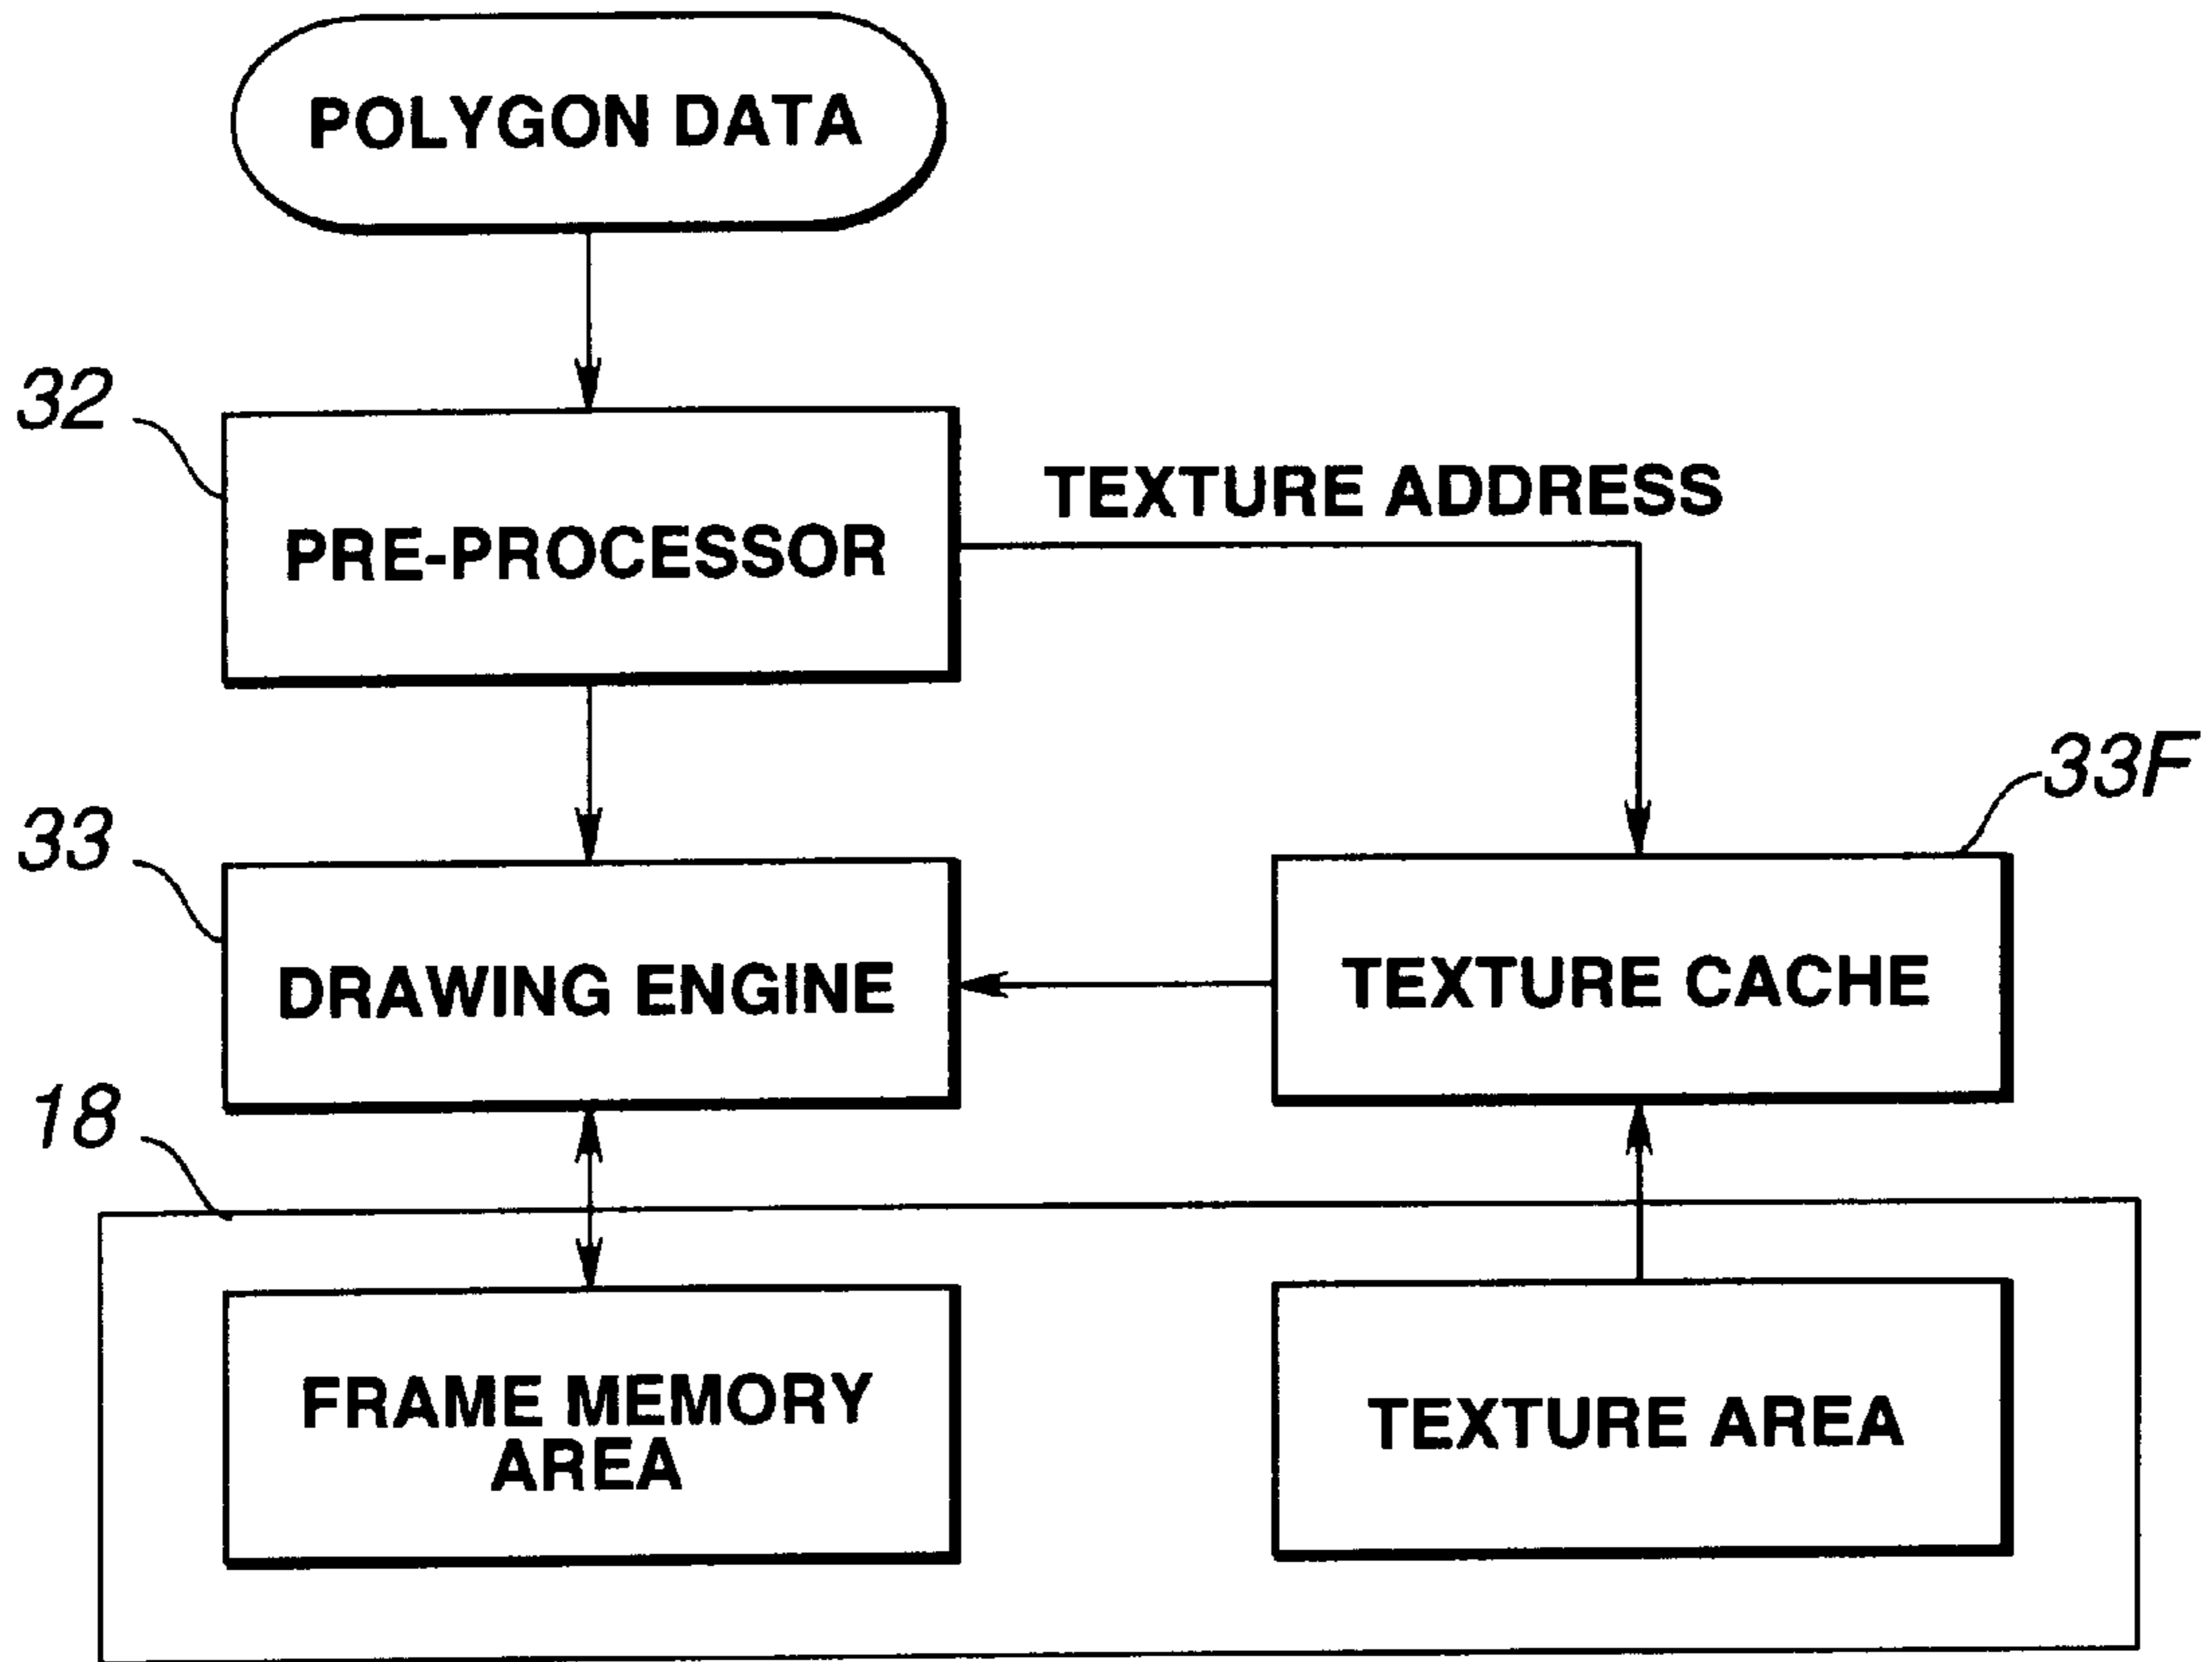 POLYGON DATA
32
PRE-PROCESSOR
TEXTURE ADDRESS
33
DRAWING ENGINE
33F
TEXTURE CACHE
18
FRAME MEMORY
AREA
TEXTURE AREA